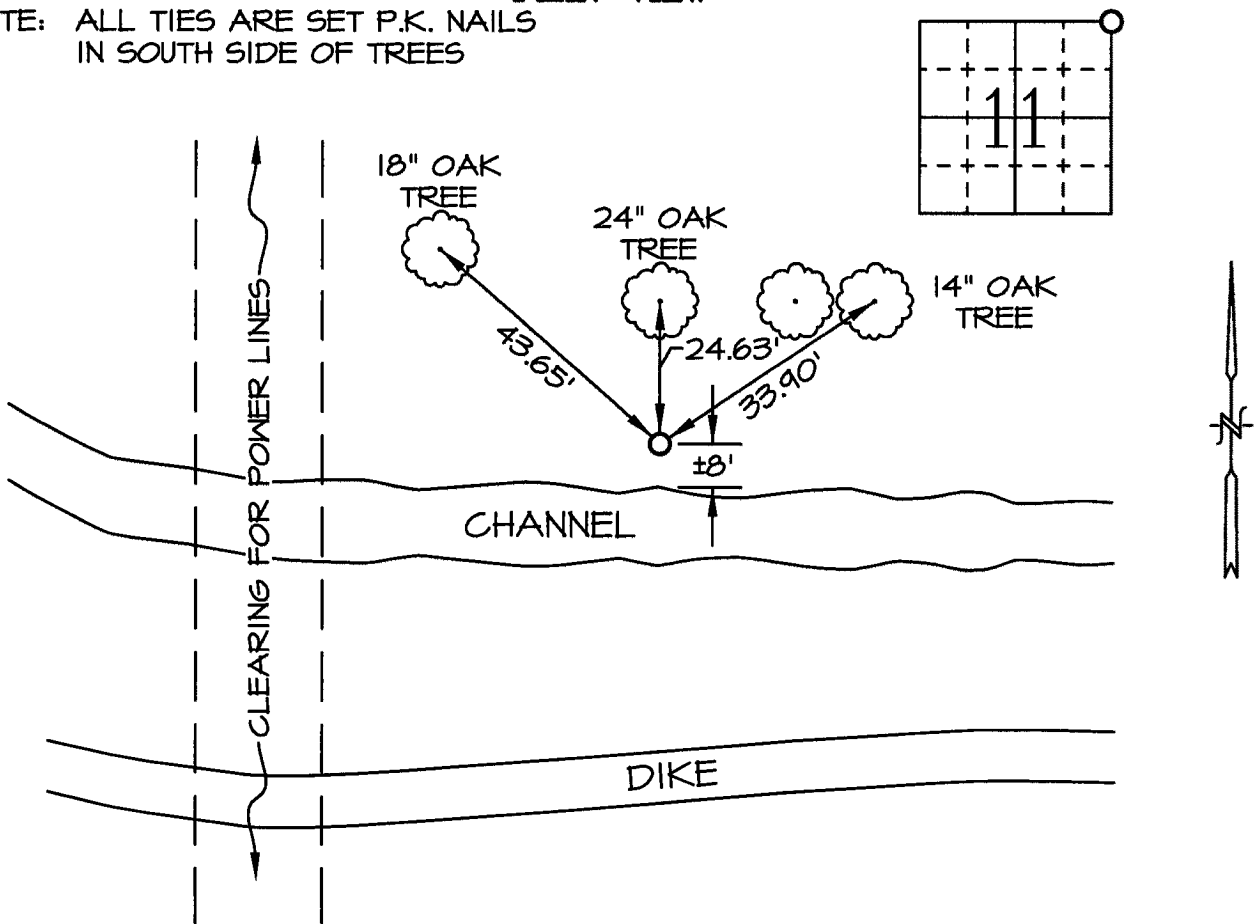 TE: ALL TIES ARE SET P.K. NAILS
IN SOUTH SIDE OF TREES
11
18" OAK
TREE
24" OAK
TREE
14" OAK
TREE
43.65'
24.63'
33.90'
±8'
CLEARING FOR POWER LINES
CHANNEL
N
DIKE